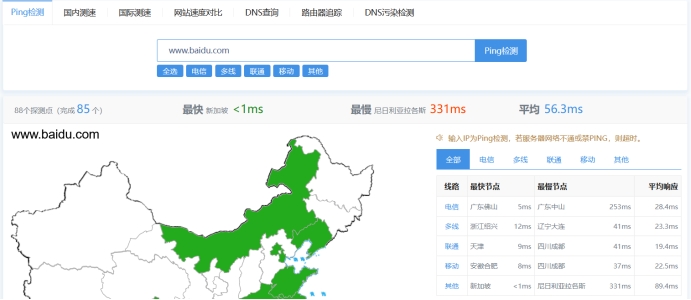 Ping检测 国内测速 国际测速 网站速度对比 DNS查询 路由器追踪 DNS污染检测
www.baidu.com Ping检测
全选 电信 多线 联通 移动 其他
88个探测点（完成 85 个） 最快 新加坡 <1ms 最慢 尼日利亚拉各斯 331ms 平均 56.3ms
www.baidu.com
输入IP为Ping检测，若服务器网络不通或禁PING，则超时。
全部 电信 多线 联通 移动 其他
线路 最快节点 最慢节点 平均响应
电信 广东佛山 5ms 广东中山 253ms 28.4ms
多线 浙江绍兴 12ms 辽宁大连 41ms 23.3ms
联通 天津 9ms 四川成都 41ms 19.4ms
移动 安徽合肥 8ms 四川成都 37ms 22.5ms
其他 新加坡 <1ms 尼日利亚拉各斯 331ms 89.4ms